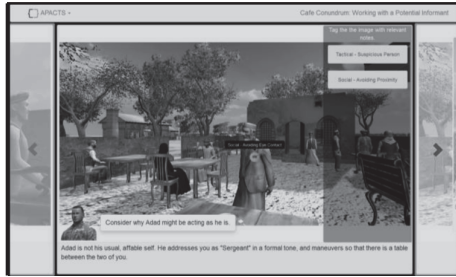 APACTS
Cafe Conundrum: Working with a Potential Informant
Tag the the image with relevant
notes.
Tactical - Suspicious Person
Social - Avoiding Proximity
Social - Avoiding Eye Contact
Consider why Adad might be acting as he is.
Adad is not his usual, affable self. He addresses you as "Sergeant" in a formal tone, and maneuvers so that there is a table
between the two of you.